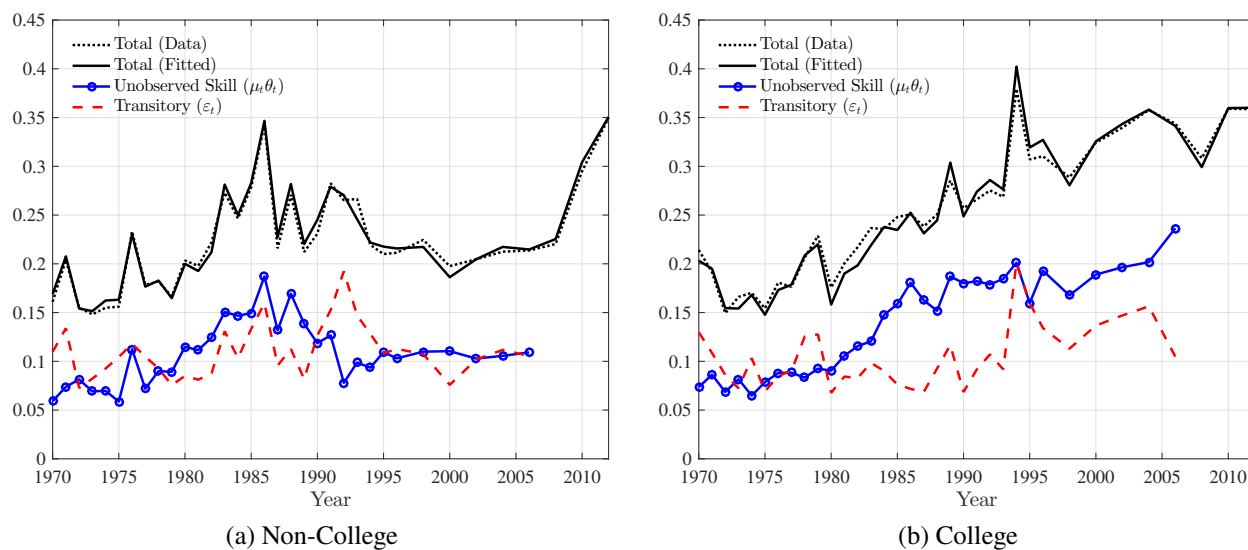 0.45
0.4
0.35
0.3
0.25
0.2
0.15
0.1
0.05
0
Total (Data)
Total (Fitted)
Unobserved Skill (μₜθₜ)
Transitory (εₜ)
1970 1975 1980 1985 1990 1995 2000 2005 2010
Year
(a) Non-College
0.45
0.4
0.35
0.3
0.25
0.2
0.15
0.1
0.05
0
Total (Data)
Total (Fitted)
Unobserved Skill (μₜθₜ)
Transitory (εₜ)
1970 1975 1980 1985 1990 1995 2000 2005 2010
Year
(b) College